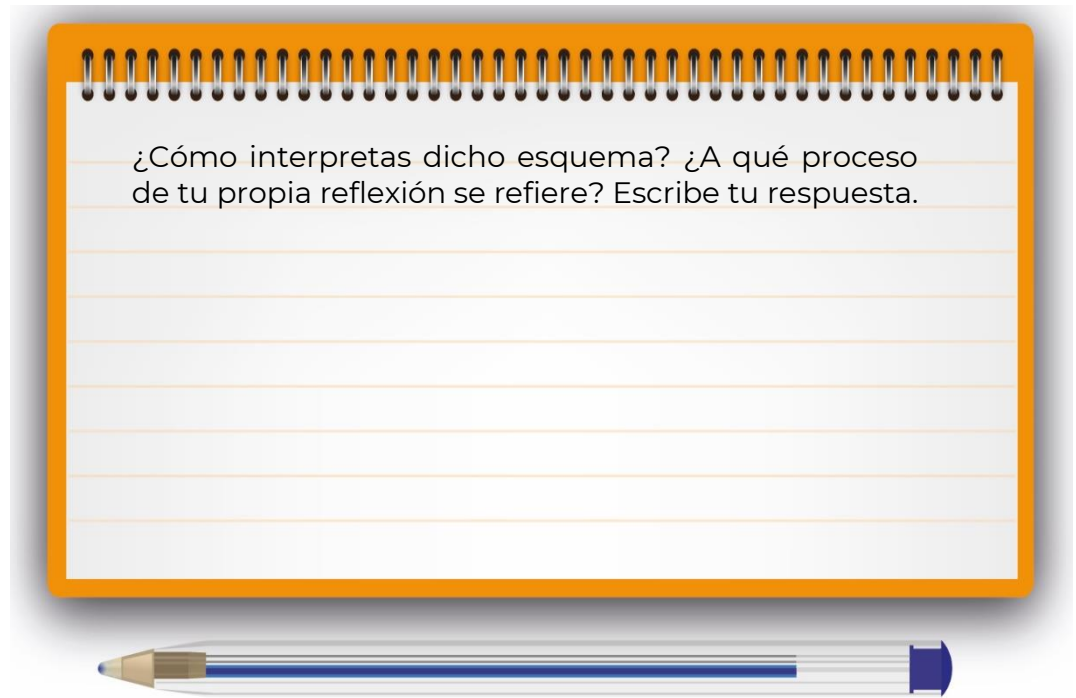 ¿Cómo interpretas dicho esquema? ¿A qué proceso
de tu propia reflexión se refiere? Escribe tu respuesta.